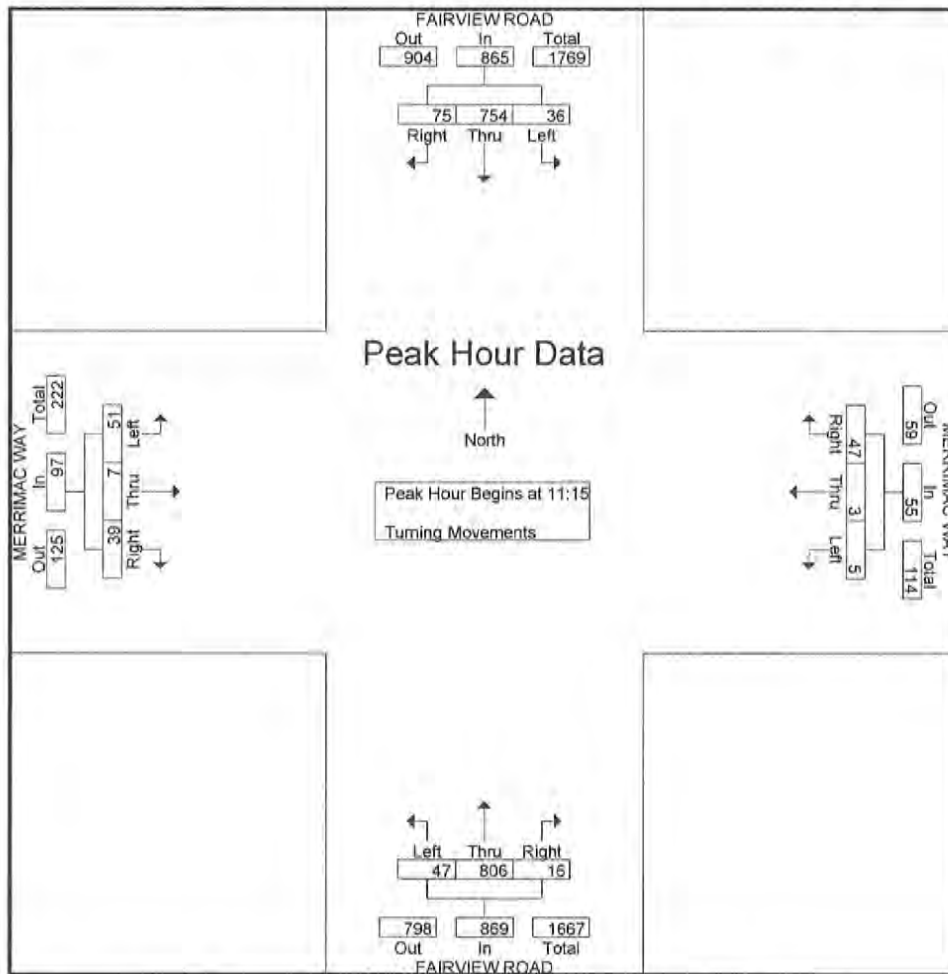 FAIRVIEW ROAD
Out In Total
904 865 1769
75 754 36
Right Thru Left
Peak Hour Data
North
Peak Hour Begins at 11:15
Turning Movements
MERRIMAC WAY
Out In Total
125 97 222
51 7 39
Left Thru Right
MERRIMAC WAY
Out In Total
59 55 114
47 3 5
Right Thru Left
Left Thru Right
47 806 16
798 869 1667
Out In Total
FAIRVIEW ROAD